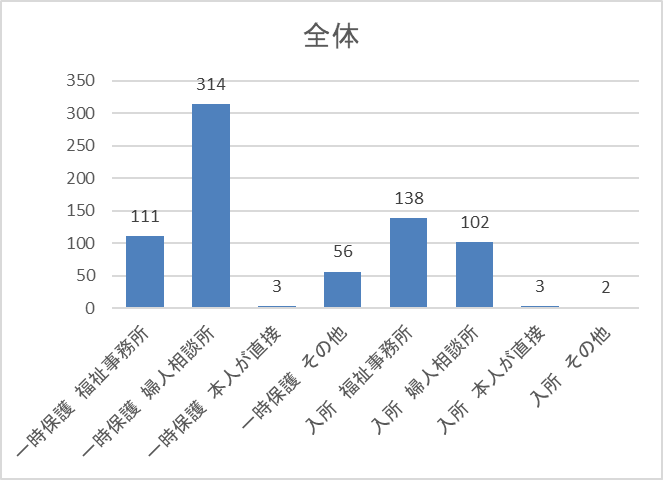 全体
350
300
250
200
150
100
50
0
111
314
3
56
138
102
3
2
一時保護 福祉事務所
一時保護 婦人相談所
一時保護 本人が直接
一時保護 その他
入所 福祉事務所
入所 婦人相談所
入所 本人が直接
入所 その他